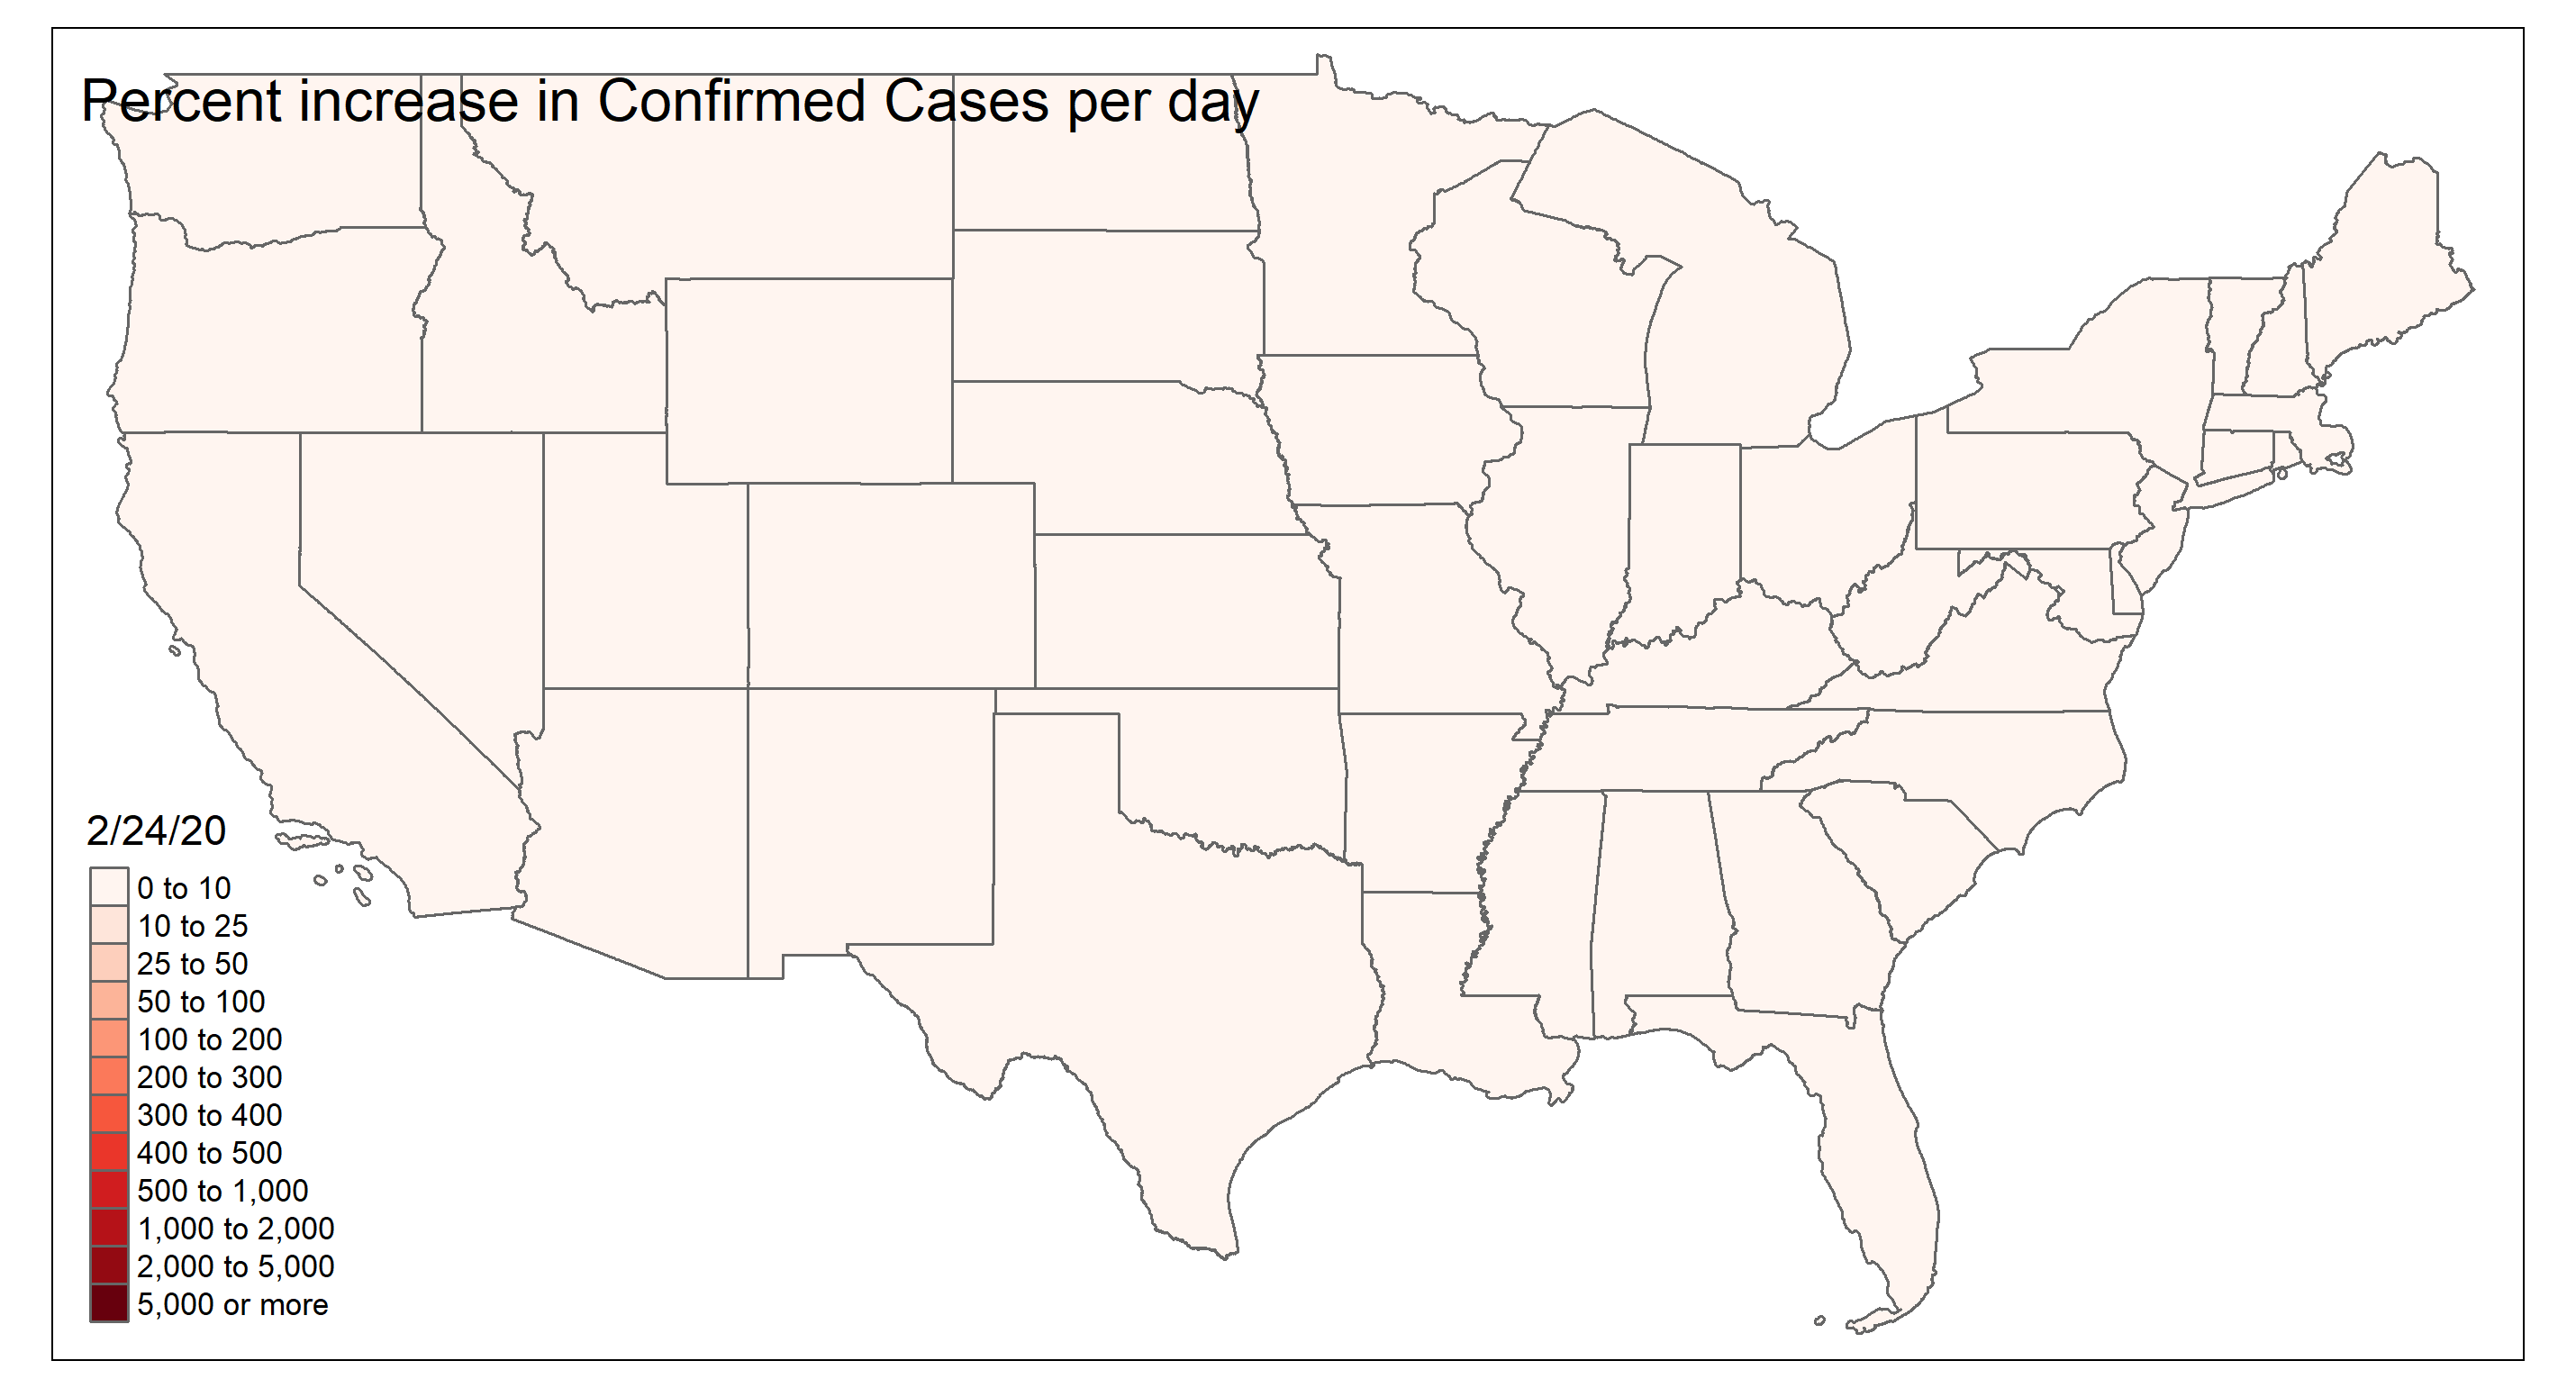 Percent increase in Confirmed Cases per day
2/24/20
0 to 10
10 to 25
25 to 50
50 to 100
100 to 200
200 to 300
300 to 400
400 to 500
500 to 1,000
1,000 to 2,000
2,000 to 5,000
5,000 or more